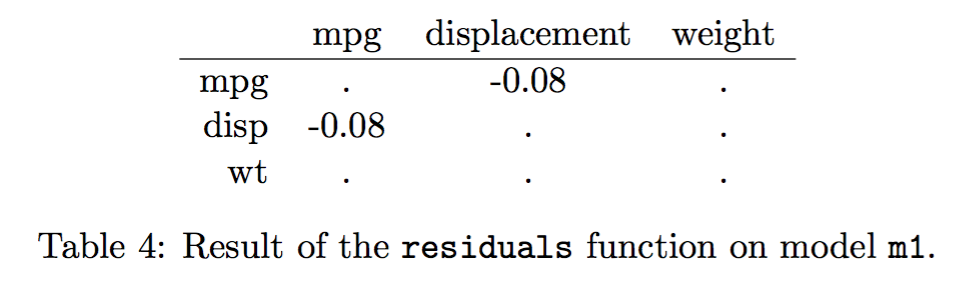 mpg displacement weight
mpg . -0.08 .
disp -0.08 . .
wt . . .
Table 4: Result of the residuals function on model m1.